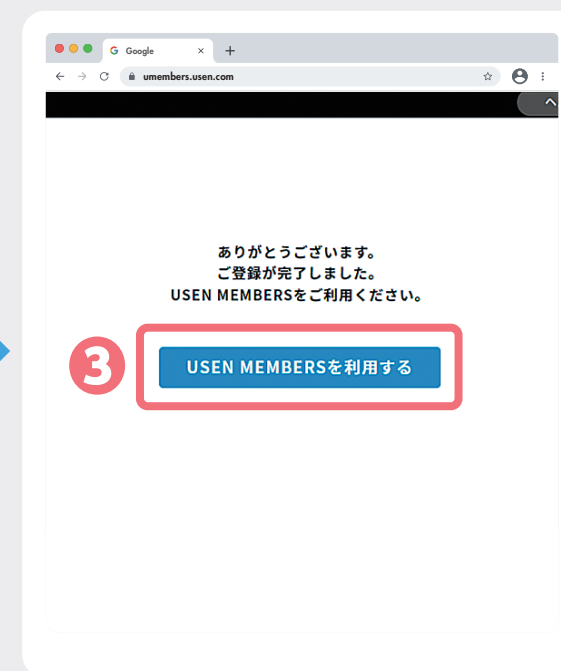 Google
umembers.usen.com
ありがとうございます。
ご登録が完了しました。
USEN MEMBERSをご利用ください。
3
USEN MEMBERSを利用する